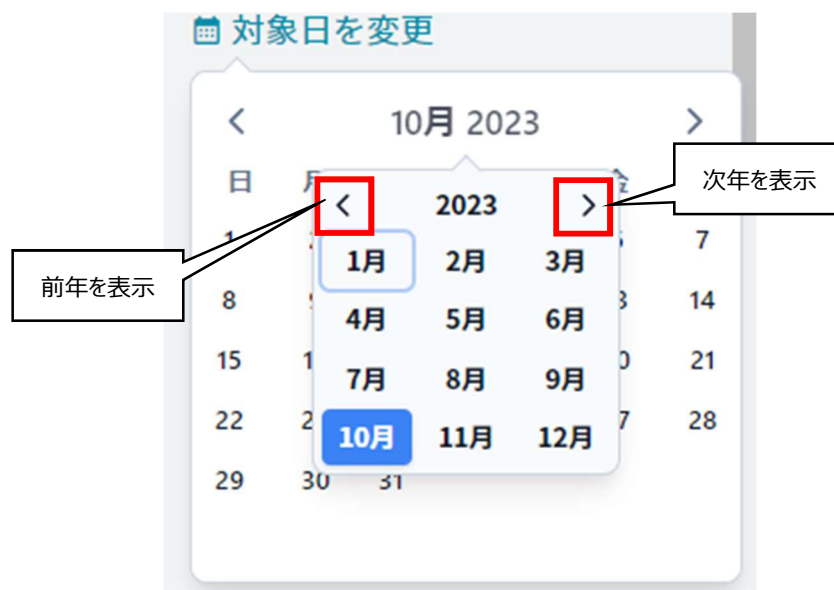 対象日を変更
10月 2023
日
2023
次年を表示
前年を表示
7
1月 2月 3月
8 14
4月 5月 6月
15 21
7月 8月 9月
22 28
10月 11月 12月
29 30 31